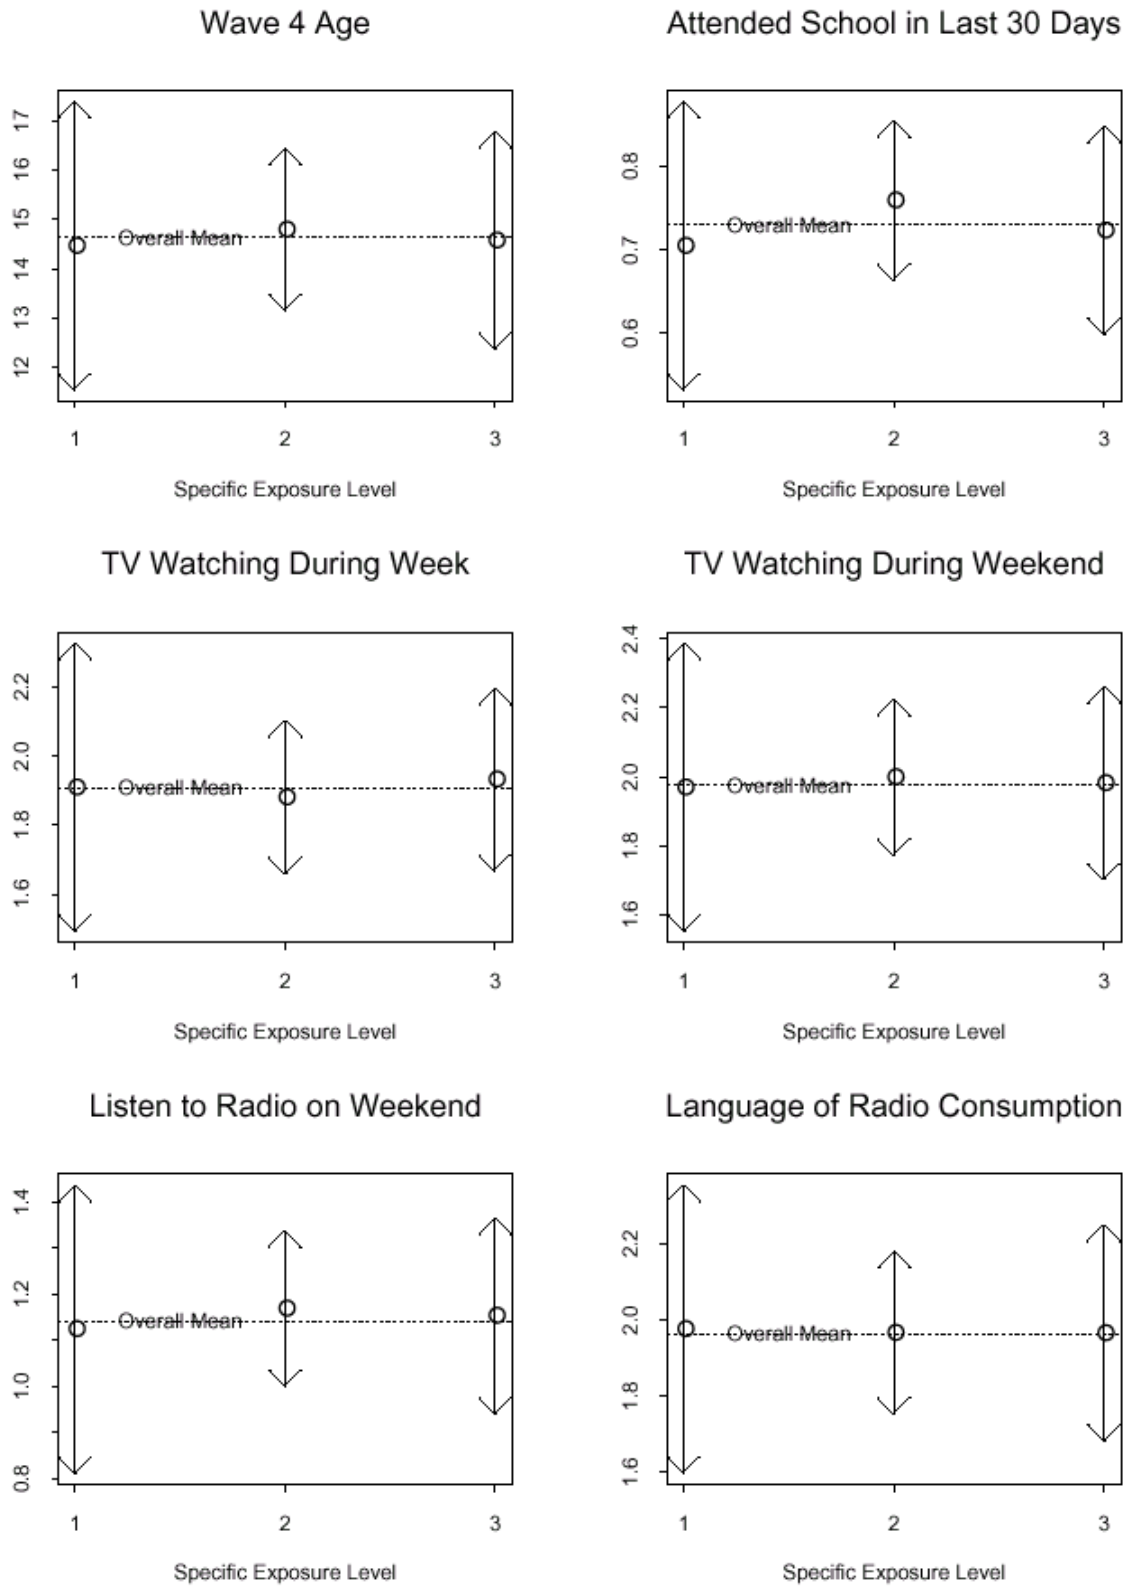 Wave 4 Age
17
16
15
14
13
12
Overall Mean
1 2 3
Specific Exposure Level
Attended School in Last 30 Days
0.8
0.7
0.6
Overall Mean
1 2 3
Specific Exposure Level
TV Watching During Week
2.2
2.0
1.8
1.6
Overall Mean
1 2 3
Specific Exposure Level
TV Watching During Weekend
2.4
2.2
2.0
1.8
1.6
Overall Mean
1 2 3
Specific Exposure Level
Listen to Radio on Weekend
1.4
1.2
1.0
0.8
Overall Mean
1 2 3
Specific Exposure Level
Language of Radio Consumption
2.2
2.0
1.8
1.6
Overall Mean
1 2 3
Specific Exposure Level